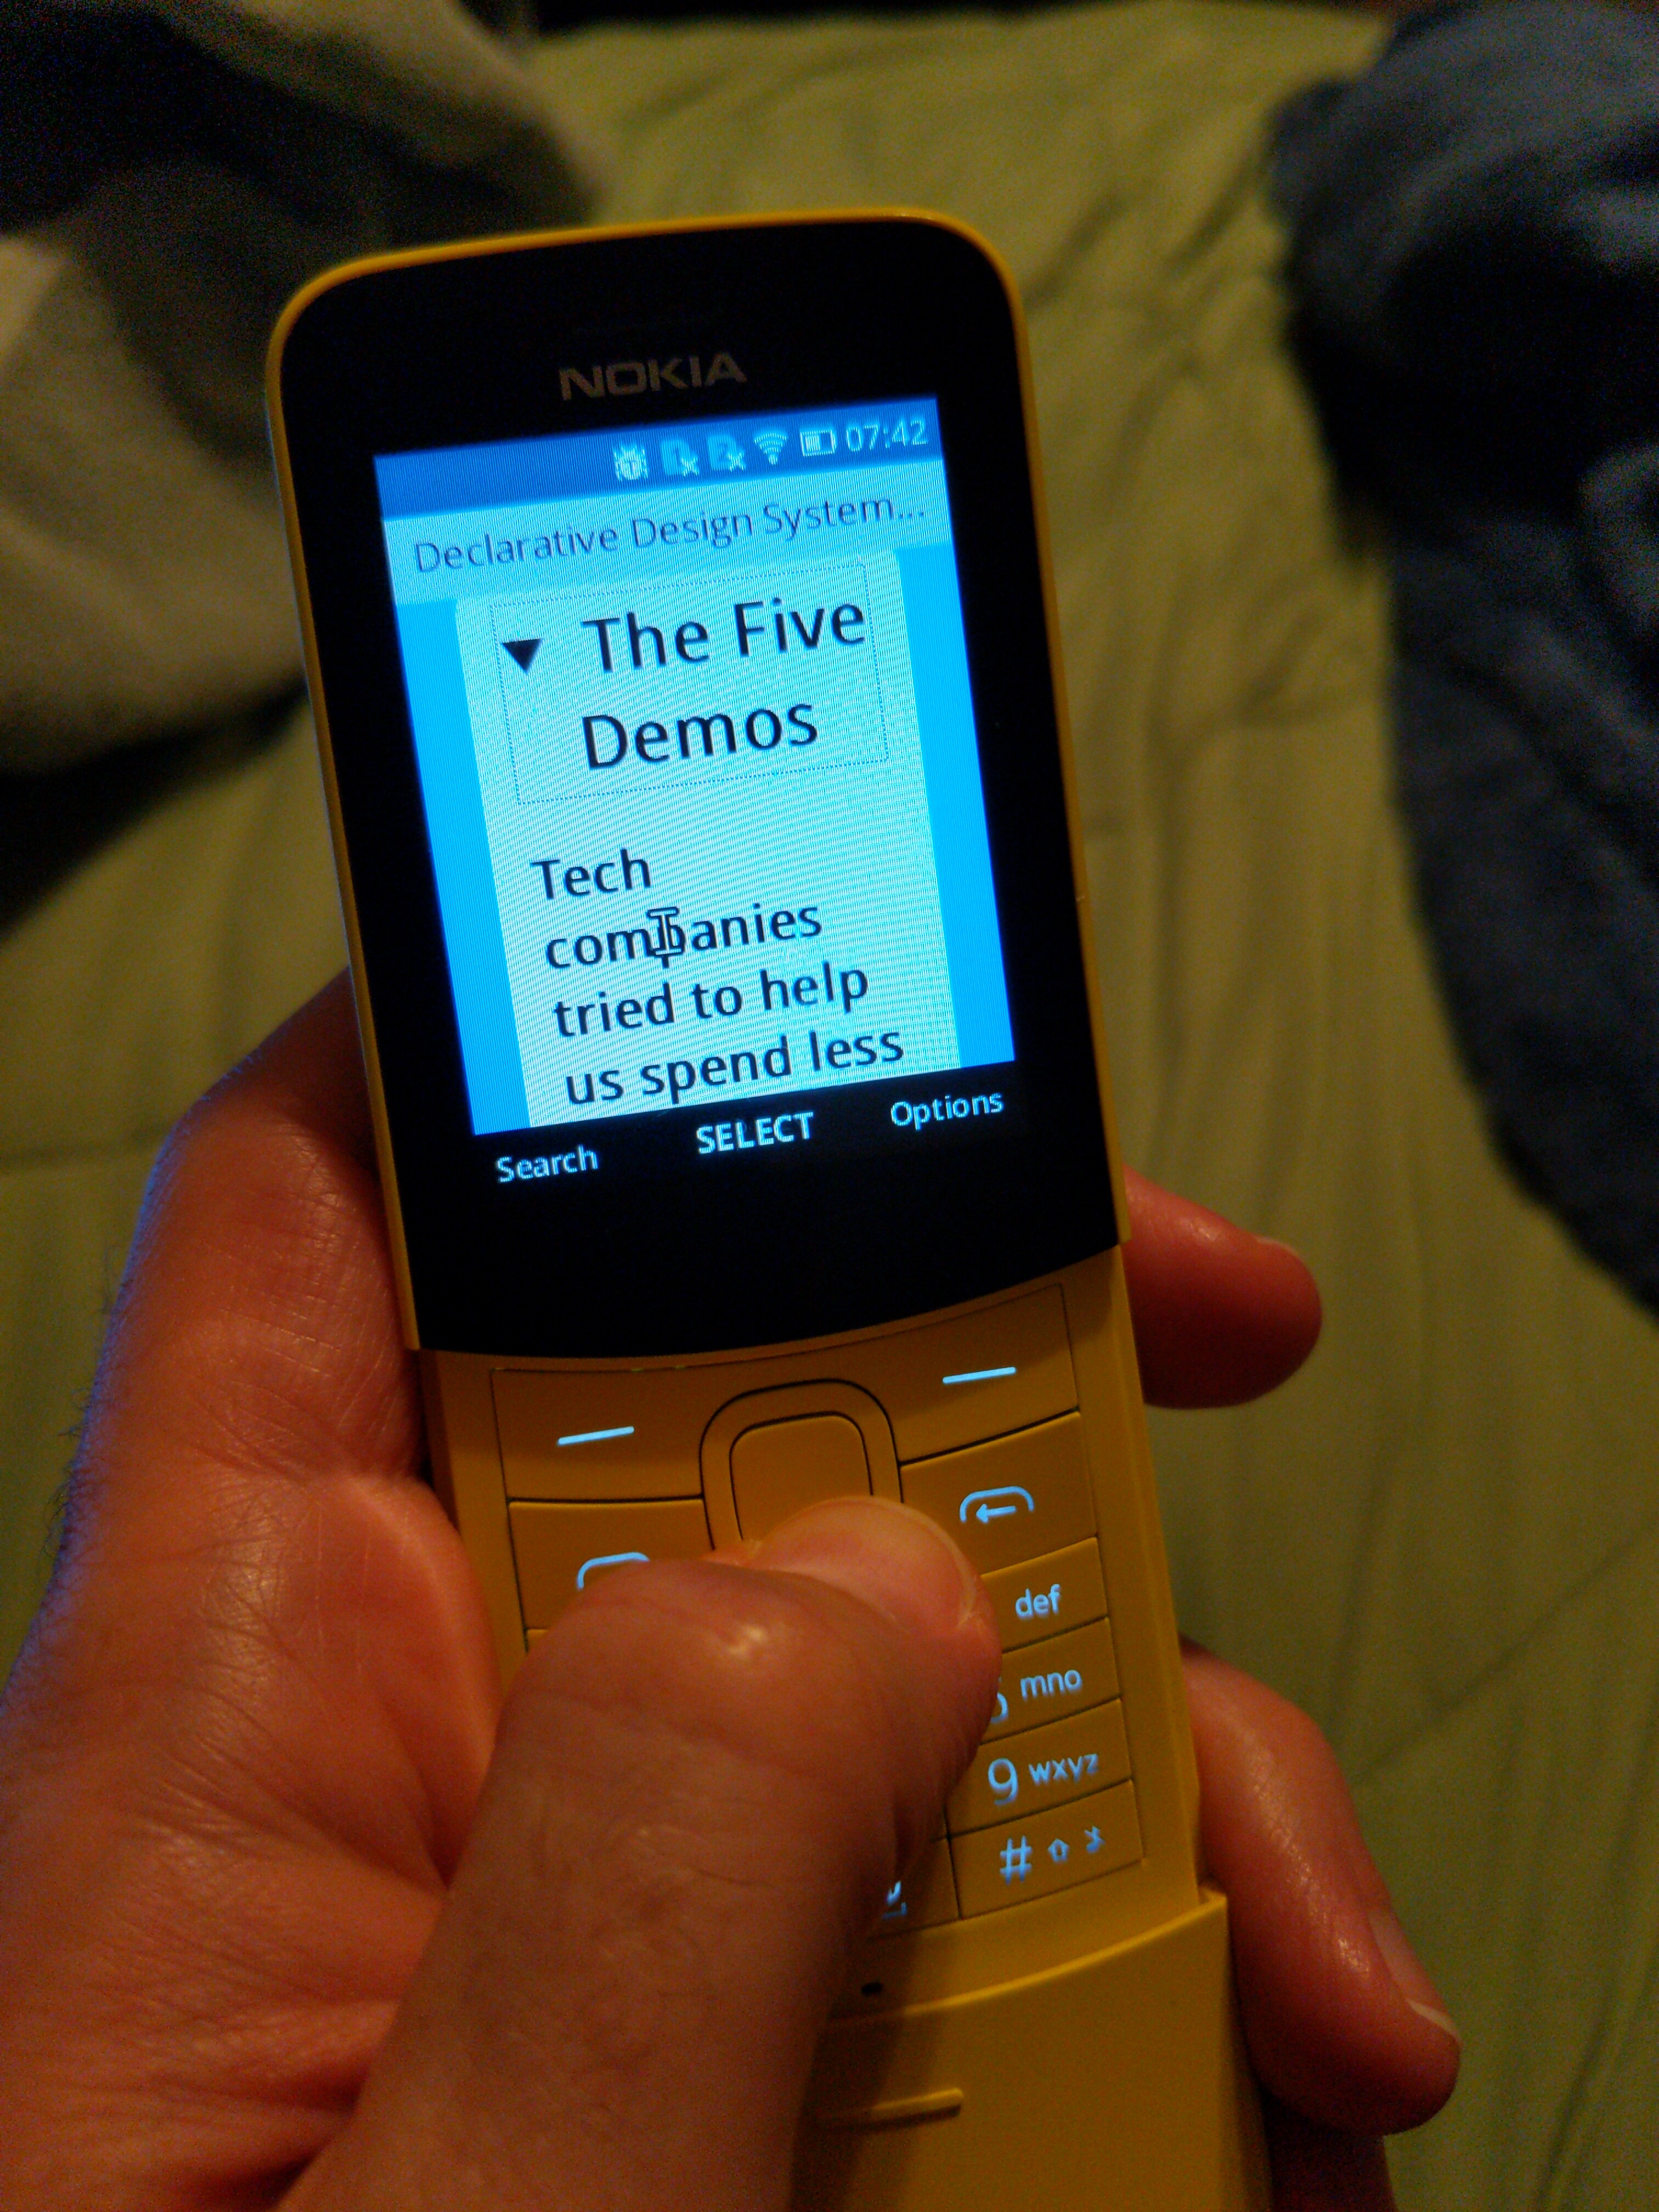 NOKIA
07:42
Declarative Design System...
The Five
Demos
Tech
companies
tried to help
us spend less
Search SELECT Options
def
mno
9 wxyz
#